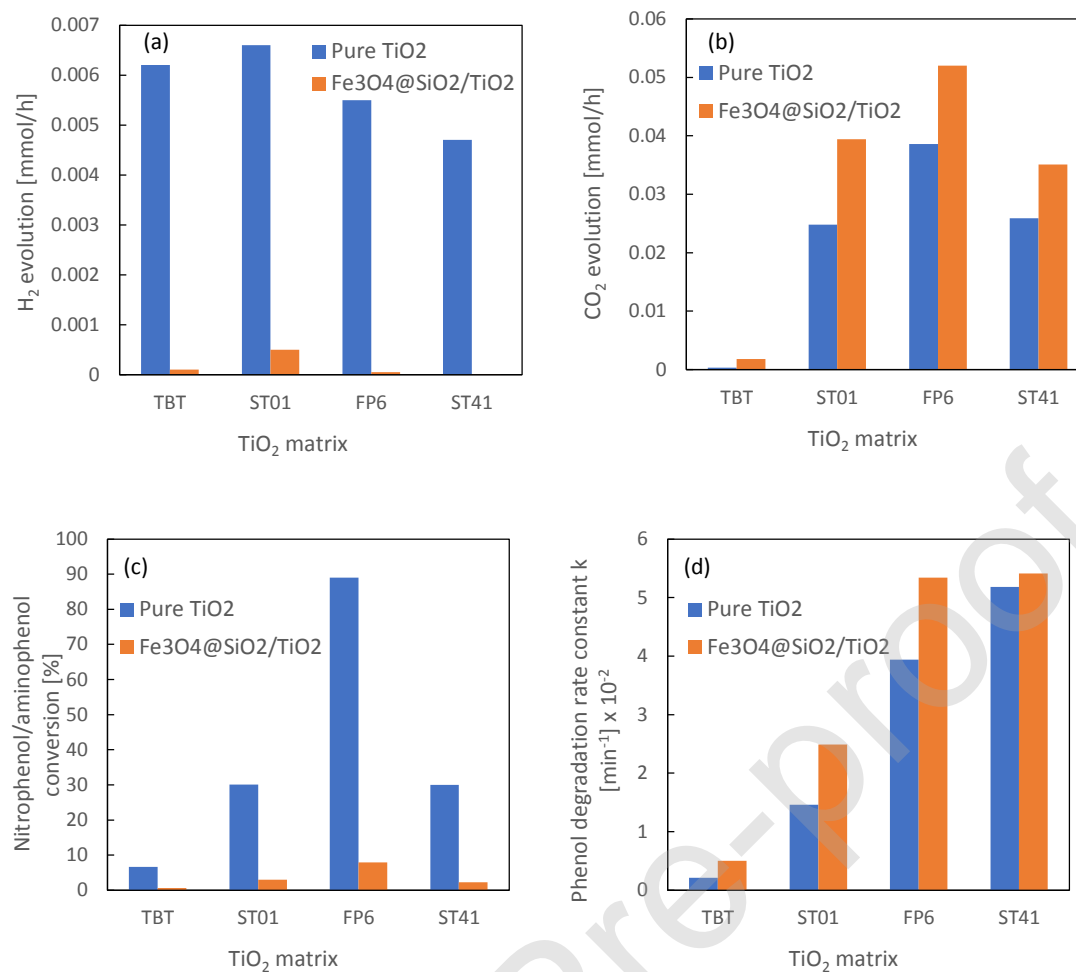 (a)
Pure TiO2
Fe3O4@SiO2/TiO2
H2 evolution [mmol/h]
0.007
0.006
0.005
0.004
0.003
0.002
0.001
0
TBT ST01 FP6 ST41
TiO2 matrix
(b)
Pure TiO2
Fe3O4@SiO2/TiO2
CO2 evolution [mmol/h]
0.06
0.05
0.04
0.03
0.02
0.01
0
TBT ST01 FP6 ST41
TiO2 matrix
(c)
Pure TiO2
Fe3O4@SiO2/TiO2
Nitrophenol/aminophenol
conversion [%]
100
90
80
70
60
50
40
30
20
10
0
TBT ST01 FP6 ST41
TiO2 matrix
(d)
Pure TiO2
Fe3O4@SiO2/TiO2
Phenol degradation rate constant k
[min-1] x 10-2
6
5
4
3
2
1
0
TBT ST01 FP6 ST41
TiO2 matrix
Pre-proof